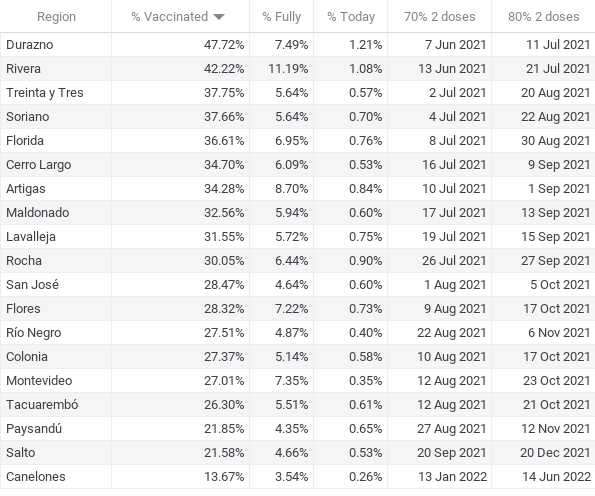 Region % Vaccinated % Fully % Today 70% 2 doses 80% 2 doses
Durazno 47.72% 7.49% 1.21% 7 Jun 2021 11 Jul 2021
Rivera 42.22% 11.19% 1.08% 13 Jun 2021 21 Jul 2021
Treinta y Tres 37.75% 5.64% 0.57% 2 Jul 2021 20 Aug 2021
Soriano 37.66% 5.64% 0.70% 4 Jul 2021 22 Aug 2021
Florida 36.61% 6.95% 0.76% 8 Jul 2021 30 Aug 2021
Cerro Largo 34.70% 6.09% 0.53% 16 Jul 2021 9 Sep 2021
Artigas 34.28% 8.70% 0.84% 10 Jul 2021 1 Sep 2021
Maldonado 32.56% 5.94% 0.60% 17 Jul 2021 13 Sep 2021
Lavalleja 31.55% 5.72% 0.75% 19 Jul 2021 15 Sep 2021
Rocha 30.05% 6.44% 0.90% 26 Jul 2021 27 Sep 2021
San José 28.47% 4.64% 0.60% 1 Aug 2021 5 Oct 2021
Flores 28.32% 7.22% 0.73% 9 Aug 2021 17 Oct 2021
Río Negro 27.51% 4.87% 0.40% 22 Aug 2021 6 Nov 2021
Colonia 27.37% 5.14% 0.58% 10 Aug 2021 17 Oct 2021
Montevideo 27.01% 7.35% 0.35% 12 Aug 2021 23 Oct 2021
Tacuarembó 26.30% 5.51% 0.61% 12 Aug 2021 21 Oct 2021
Paysandú 21.85% 4.35% 0.65% 27 Aug 2021 12 Nov 2021
Salto 21.58% 4.66% 0.53% 20 Sep 2021 20 Dec 2021
Canelones 13.67% 3.54% 0.26% 13 Jan 2022 14 Jun 2022